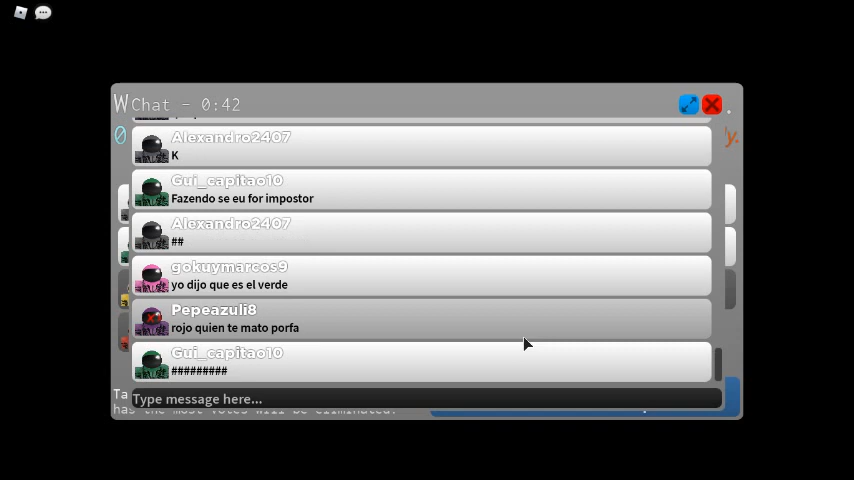 Chat - 0:42
Alexandro2407
K
Gui_capitao10
Fazendo se eu for impostor
Alexandro2407
##
gokuymarcos9
yo dijo que es el verde
Pepeazuli8
rojo quien te mato porfa
Gui_capitao10
#########
Type message here...
has the most votes will be eliminated.